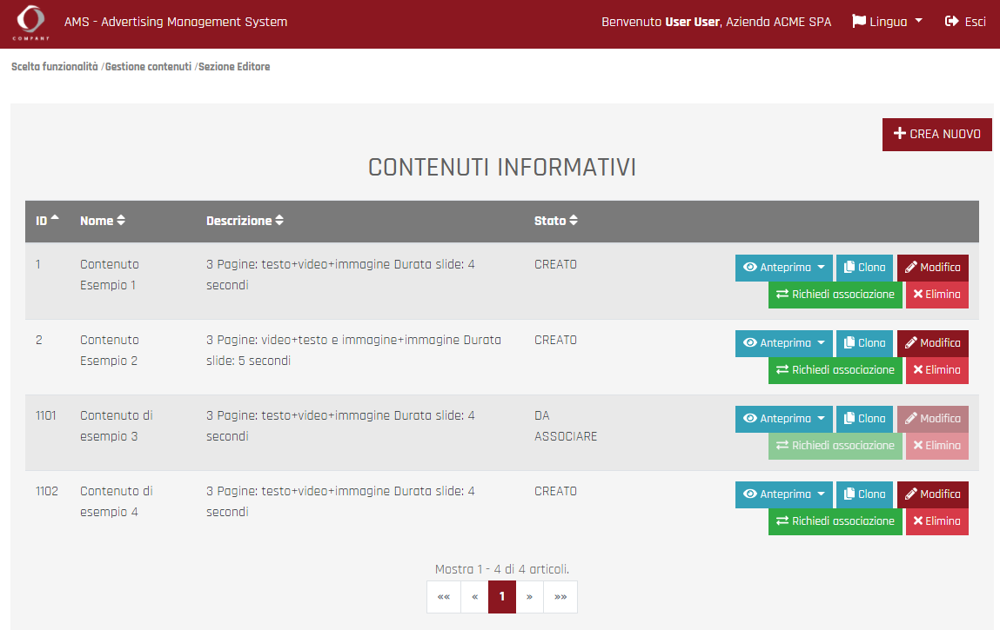 COMPANY
AMS - Advertising Management System
Benvenuto User User, Azienda ACME SPA
Lingua
Esci
Scelta funzionalità /Gestione contenuti /Sezione Editore
CREA NUOVO
CONTENUTI INFORMATIVI
ID Nome Descrizione Stato
1 Contenuto 3 Pagine: testo+video+immagine Durata slide: 4 CREATO Anteprima Clona Modifica
Esempio 1 secondi Richiedi associazione Elimina
2 Contenuto 3 Pagine: video+testo e immagine+immagine Durata CREATO Anteprima Clona Modifica
Esempio 2 slide: 5 secondi Richiedi associazione Elimina
1101 Contenuto di 3 Pagine: testo+video+immagine Durata slide: 4 DA Anteprima Clona Modifica
esempio 3 secondi ASSOCIARE Richiedi associazione Elimina
1102 Contenuto di 3 Pagine: testo+video+immagine Durata slide: 4 CREATO Anteprima Clona Modifica
esempio 4 secondi Richiedi associazione Elimina
Mostra 1 - 4 di 4 articoli.
«« « 1 » »»